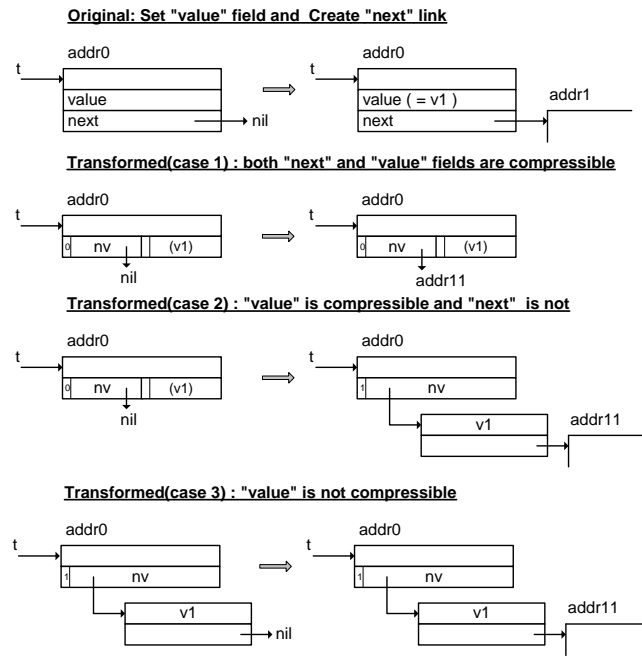 Original: Set "value" field and Create "next" link
addr0 addr0
t t
value value ( = v1 ) addr1
next nil next
Transformed(case 1) : both "next" and "value" fields are compressible
addr0 addr0
t t
0 nv (v1) 0 nv (v1)
nil addr11
Transformed(case 2) : "value" is compressible and "next" is not
addr0 addr0
t t
0 nv (v1) 1 nv
nil
v1 addr11
Transformed(case 3) : "value" is not compressible
addr0 addr0
t t
1 nv 1 nv
v1 v1 addr11
nil